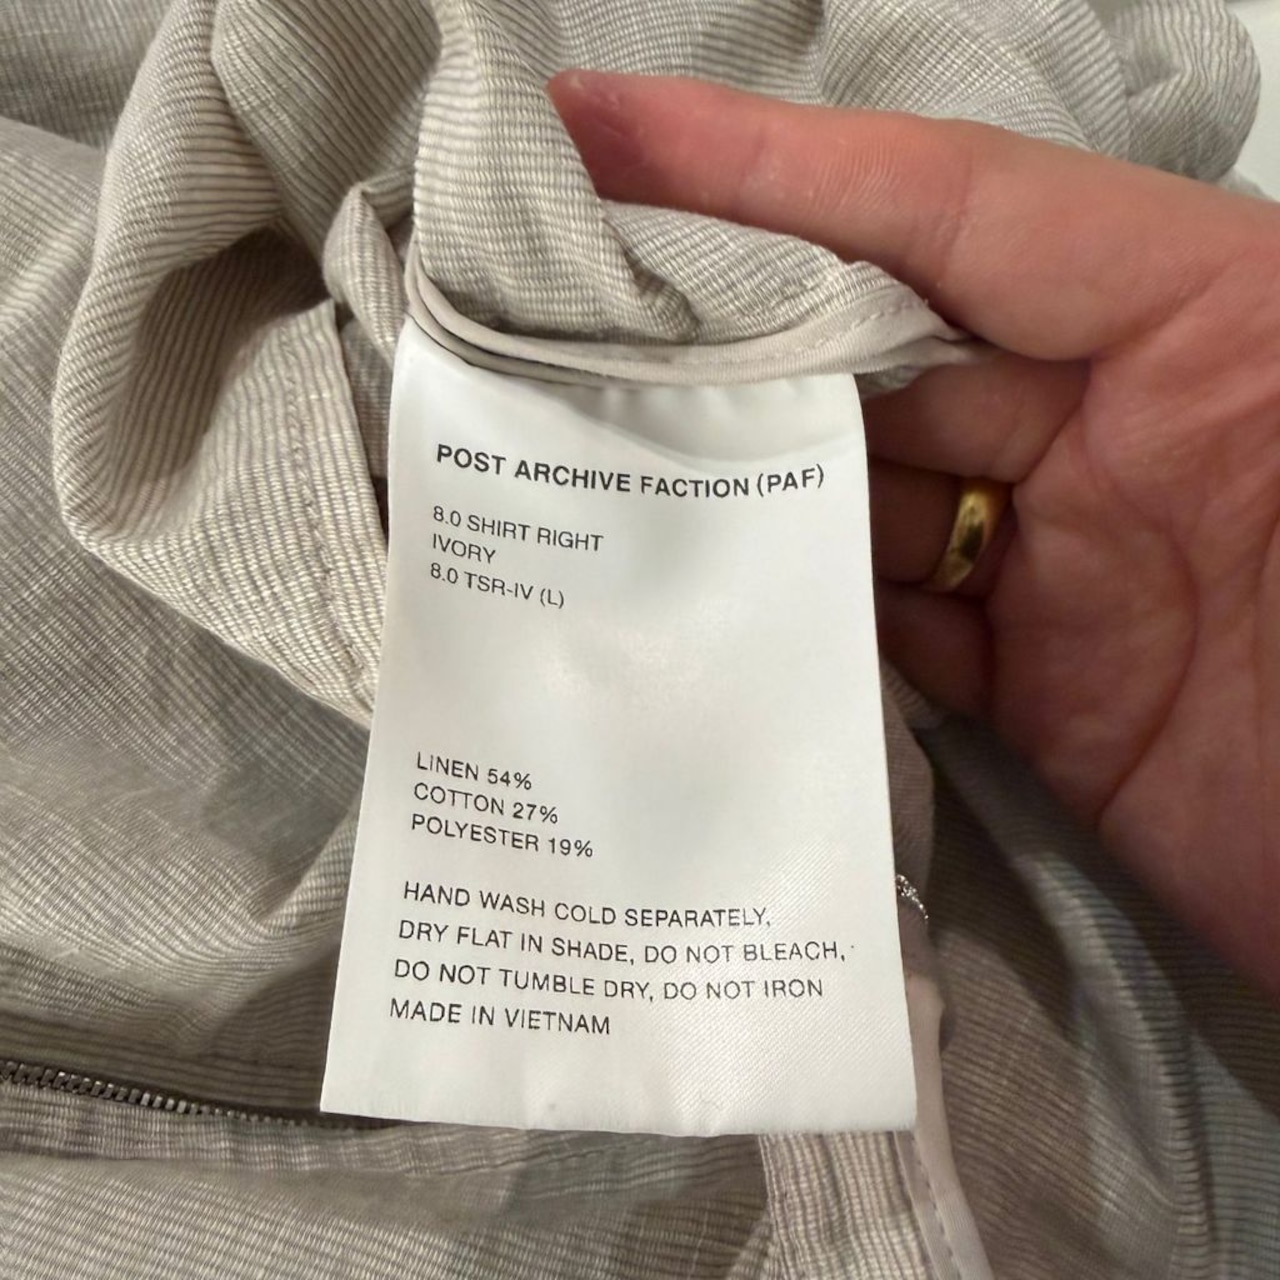 POST ARCHIVE FACTION (PAF)
8.0 SHIRT RIGHT
IVORY
8.0 TSR-IV (L)
LINEN 54%
COTTON 27%
POLYESTER 19%
HAND WASH COLD SEPARATELY,
DRY FLAT IN SHADE, DO NOT BLEACH,
DO NOT TUMBLE DRY, DO NOT IRON
MADE IN VIETNAM